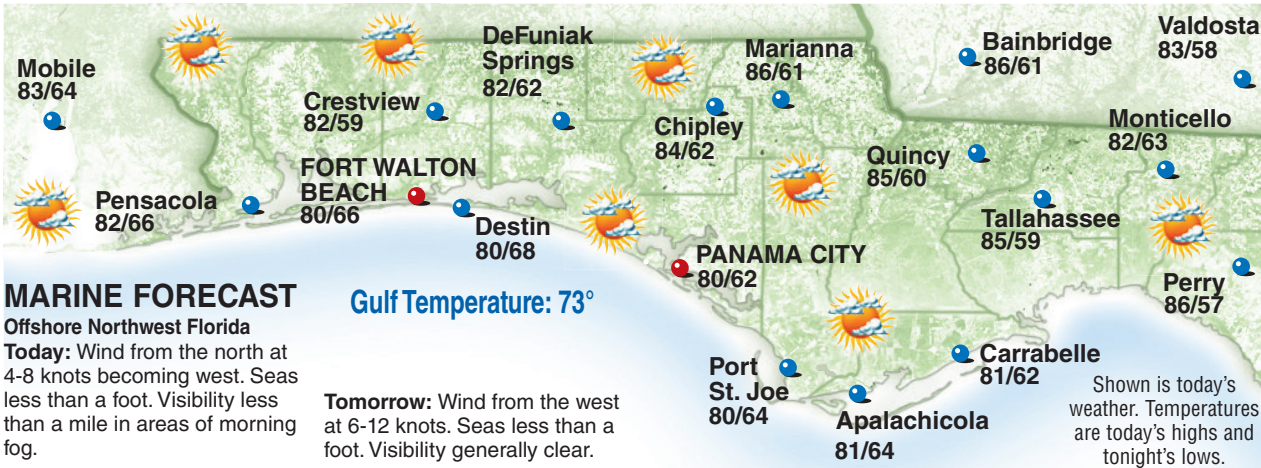 Mobile
83/64
Crestview
82/59
DeFuniak
Springs
82/62
Marianna
86/61
Chipley
84/62
Bainbridge
86/61
Valdosta
83/58
Monticello
82/63
Quincy
85/60
Tallahassee
85/59
Perry
86/57
Pensacola
82/66
FORT WALTON
BEACH
80/66
Destin
80/68
PANAMA CITY
80/62
Port
St. Joe
80/64
Apalachicola
81/64
Carrabelle
81/62
Gulf Temperature: 73°
MARINE FORECAST
Offshore Northwest Florida
Today: Wind from the north at
4-8 knots becoming west. Seas
less than a foot. Visibility less
than a mile in areas of morning
fog.
Tomorrow: Wind from the west
at 6-12 knots. Seas less than a
foot. Visibility generally clear.
Shown is today's
weather. Temperatures
are today's highs and
tonight's lows.